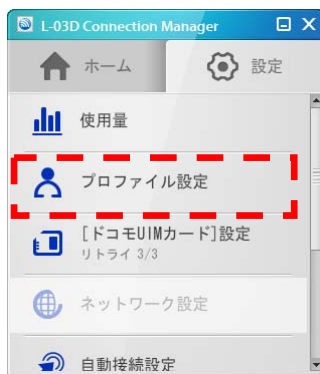 L-03D Connection Manager
ホーム
設定
使用量
プロファイル設定
[ドコモUIMカード]設定
リトライ 3/3
ネットワーク設定
自動接続設定